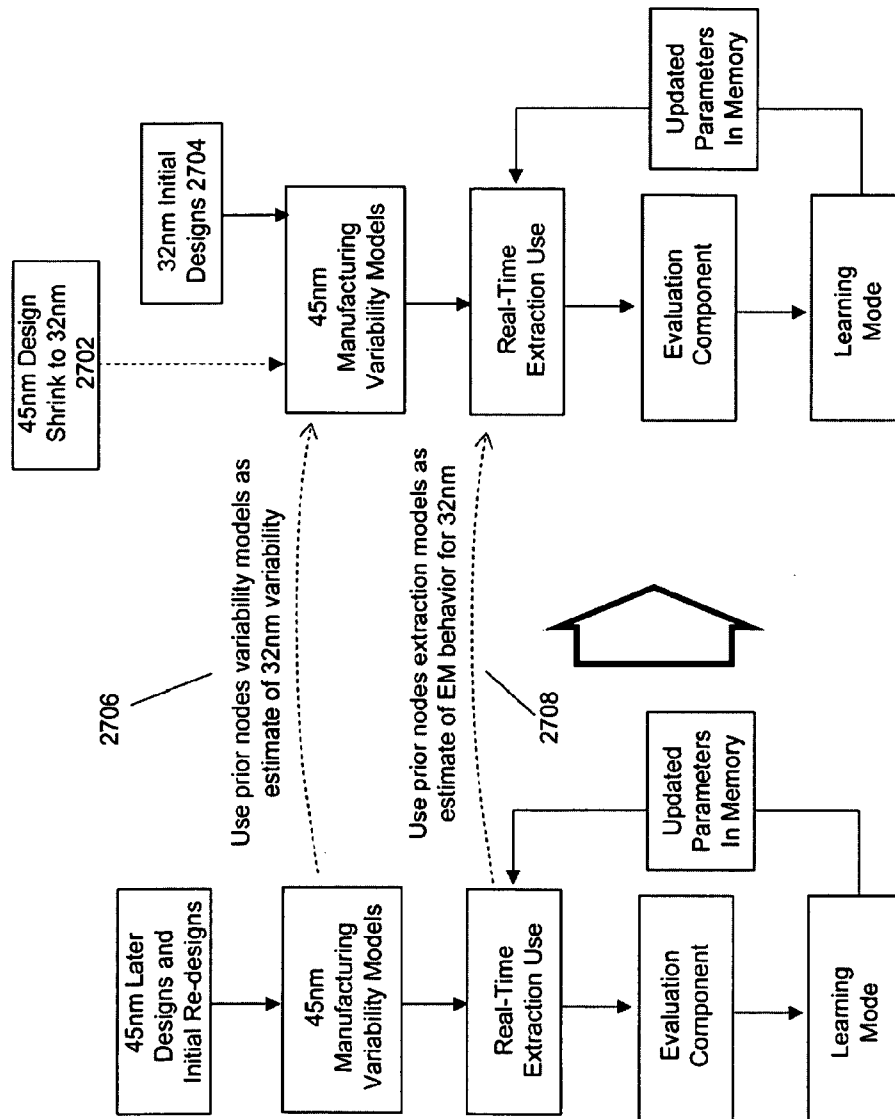 45nm Later
Designs and
Initial Re-designs
45nm
Manufacturing
Variability Models
Real-Time
Extraction Use
Evaluation
Component
Learning
Mode
Updated
Parameters
In Memory
2706
Use prior nodes variability models as
estimate of 32nm variability
Use prior nodes extraction models as
estimate of EM behavior for 32nm
2708
45nm Design
Shrink to 32nm
2702
32nm Initial
Designs 2704
45nm
Manufacturing
Variability Models
Real-Time
Extraction Use
Evaluation
Component
Learning
Mode
Updated
Parameters
In Memory